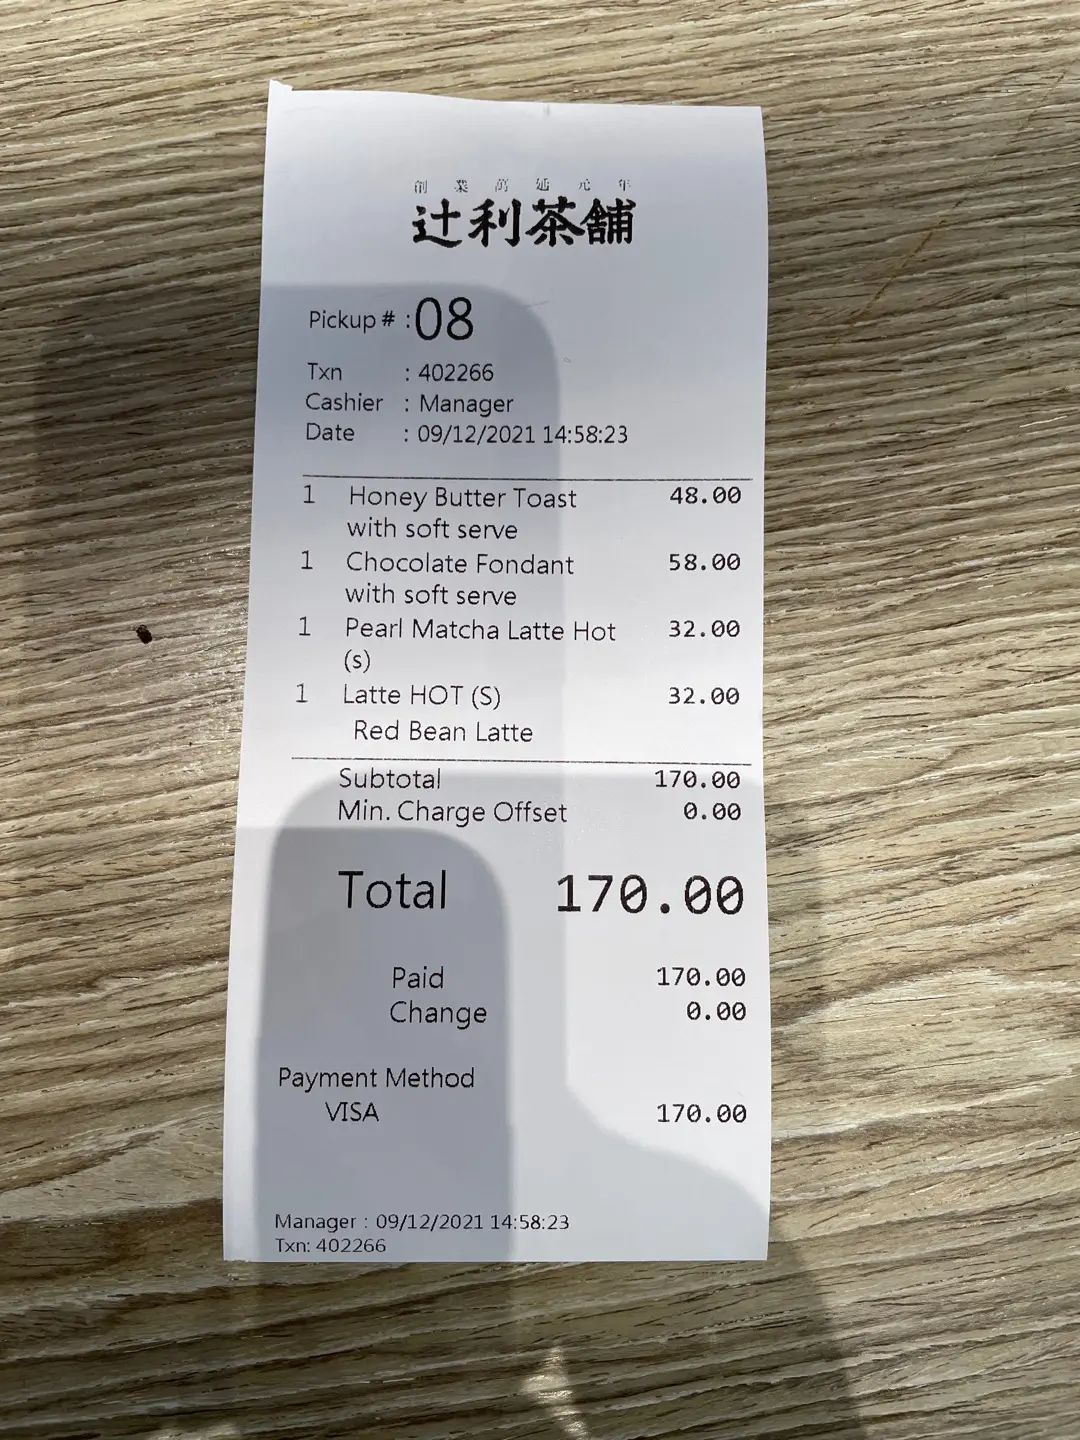 創業萬延元年
辻利茶舗
Pickup # : 08
Txn : 402266
Cashier : Manager
Date : 09/12/2021 14:58:23
1 Honey Butter Toast 48.00
with soft serve
1 Chocolate Fondant 58.00
with soft serve
1 Pearl Matcha Latte Hot 32.00
(s)
1 Latte HOT (S) 32.00
Red Bean Latte
Subtotal 170.00
Min. Charge Offset 0.00
Total 170.00
Paid 170.00
Change 0.00
Payment Method
VISA 170.00
Manager : 09/12/2021 14:58:23
Txn: 402266